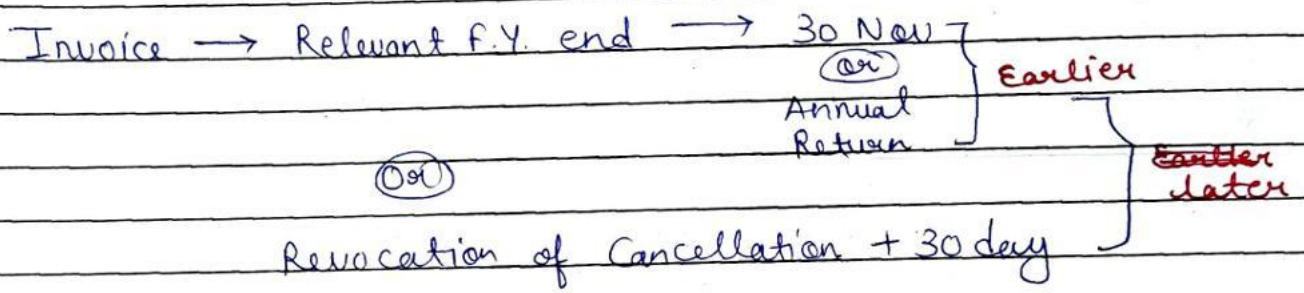 Invoice → Relevant F.Y. end → 30 Nov
or
Earlier
Annual
Return
Or
Earlier
later
Revocation of Cancellation + 30 day